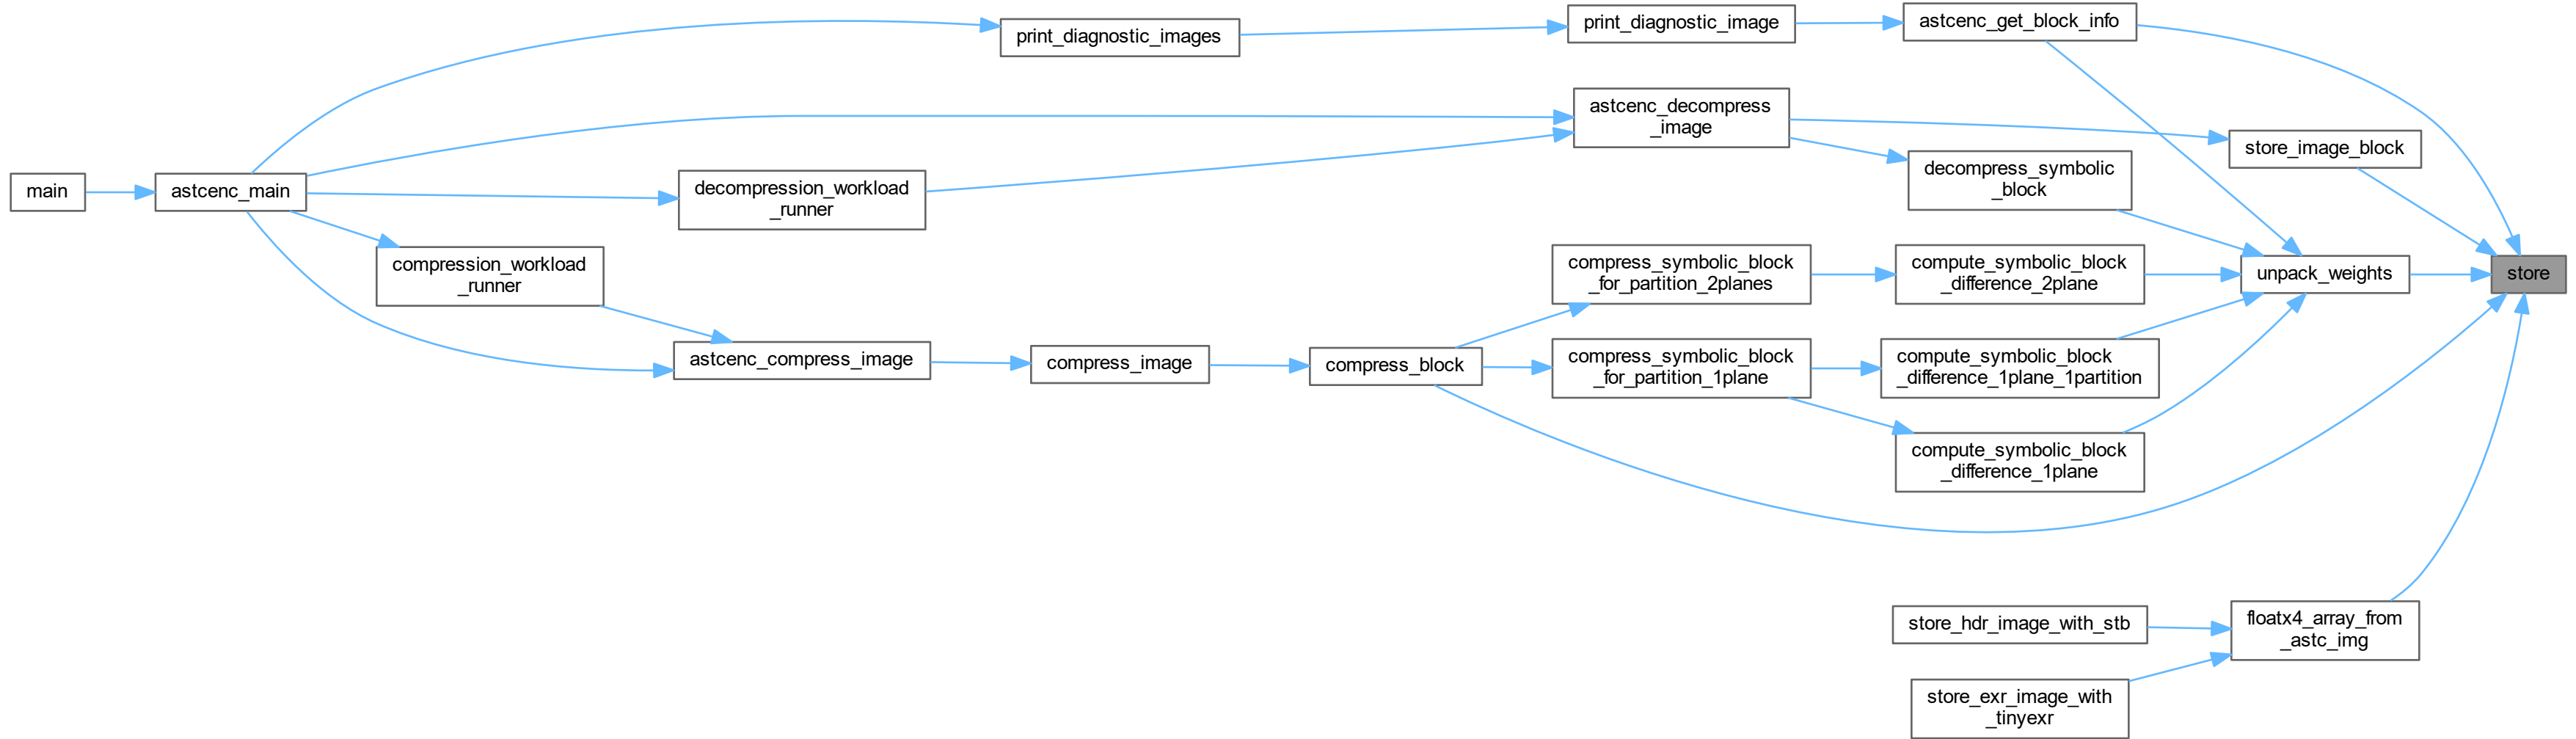 print_diagnostic_images
print_diagnostic_image
astcenc_get_block_info
astcenc_decompress
_image
store_image_block
decompress_symbolic
_block
main
astcenc_main
decompression_workload
_runner
compression_workload
_runner
compress_symbolic_block
_for_partition_2planes
compute_symbolic_block
_difference_2plane
unpack_weights
store
astcenc_compress_image
compress_image
compress_block
compress_symbolic_block
_for_partition_1plane
compute_symbolic_block
_difference_1plane_1partition
compute_symbolic_block
_difference_1plane
store_hdr_image_with_stb
floatx4_array_from
_astc_img
store_exr_image_with
_tinyexr